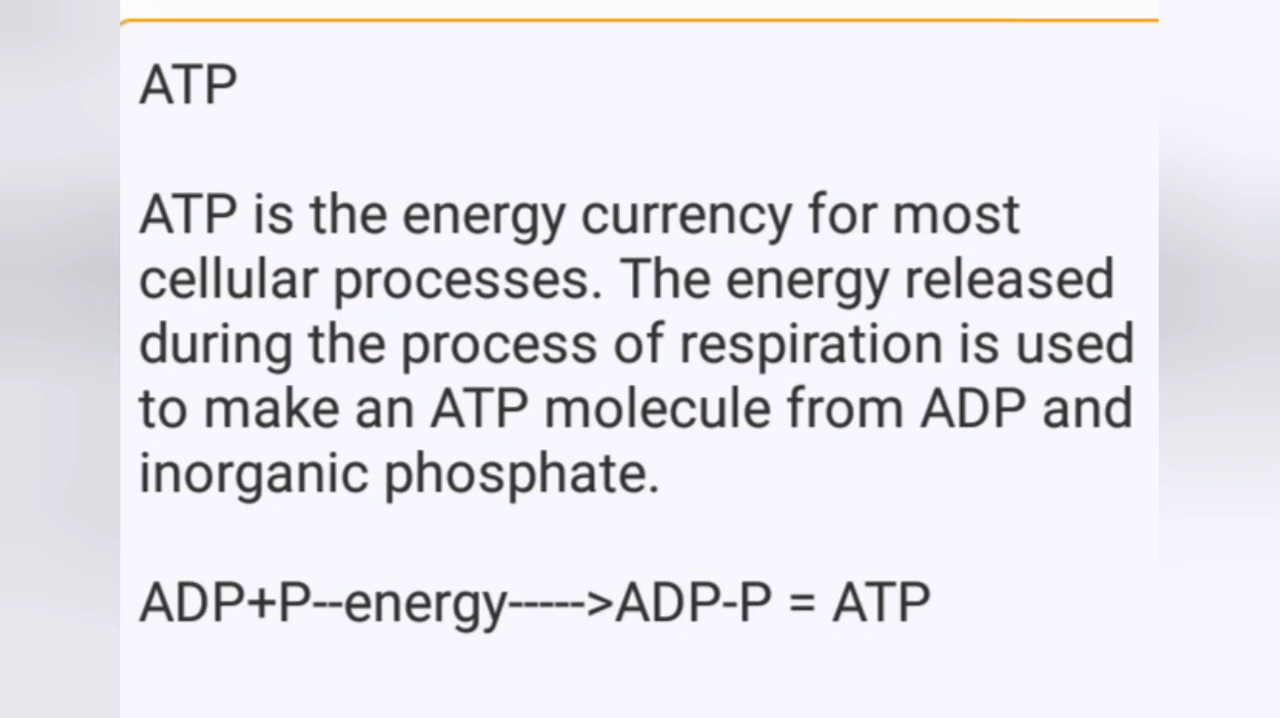 ATP
ATP is the energy currency for most
cellular processes. The energy released
during the process of respiration is used
to make an ATP molecule from ADP and
inorganic phosphate.
ADP+P--energy----->ADP-P = ATP